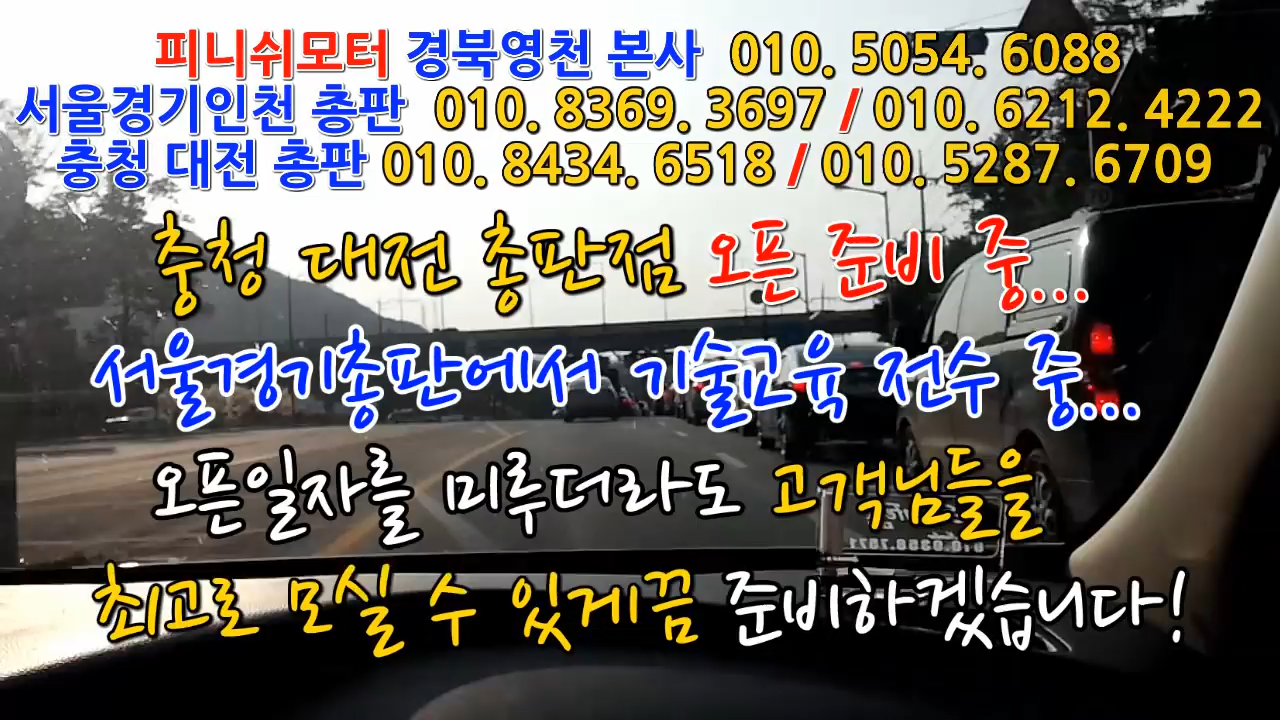 피니쉬모터 경북영천 본사 010. 5054. 6088
서울경기인천 총판 010. 8369. 3697 / 010. 6212. 4222
충청 대전 총판 010. 8434. 6518 / 010. 5287. 6709
충청 대전 총판점 오픈 준비 중...
서울경기총판에서 기술교육 전수 중...
오픈일자를 미루더라도 고객님들을
최고로 모실 수 있게끔 준비하겠습니다!